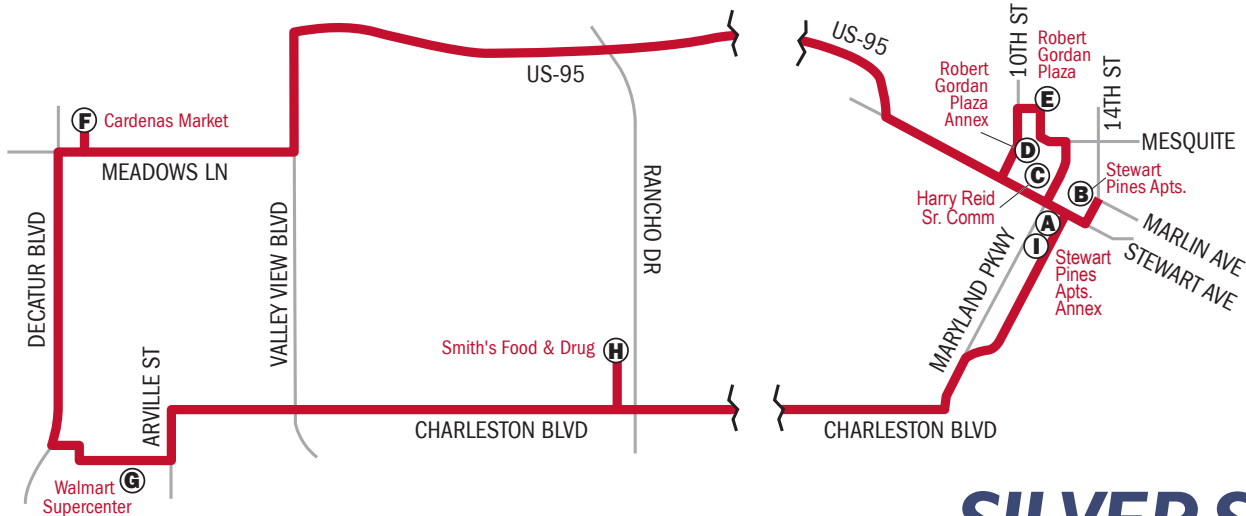 US-95
US-95
10TH ST
Robert
Gordan
Plaza
E
14TH ST
Robert
Gordan
Plaza
Annex
F
Cardenas Market
MEADOWS LN
MESQUITE
D
C
Harry Reid
Sr. Comm
B
Stewart
Pines Apts.
A
I
Stewart
Pines
Apts.
Annex
MARLIN AVE
STEWART AVE
DECATUR BLVD
VALLEY VIEW BLVD
RANCHO DR
MARYLAND PKWY
ARVILLE ST
Smith's Food & Drug
H
CHARLESTON BLVD
CHARLESTON BLVD
G
Walmart
Supercenter
SILVER S